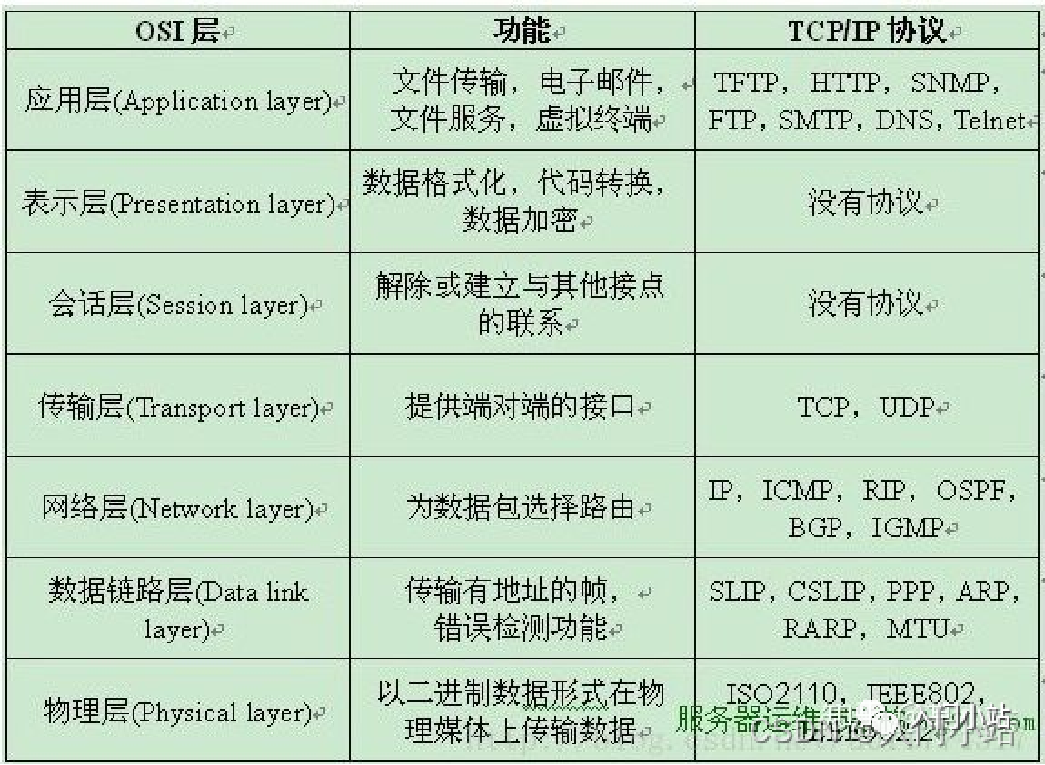 OSI 层
功能
TCP/IP 协议
应用层(Application layer)
文件传输，电子邮件，
文件服务，虚拟终端
TFTP，HTTP，SNMP，
FTP，SMTP，DNS，Telnet
表示层(Presentation layer)
数据格式化，代码转换，
数据加密
没有协议
会话层(Session layer)
解除或建立与其他接点
的联系
没有协议
传输层(Transport layer)
提供端对端的接口
TCP，UDP
网络层(Network layer)
为数据包选择路由
IP，ICMP，RIP，OSPF，
BGP，IGMP
数据链路层(Data link
layer)
传输有地址的帧，
错误检测功能
SLIP，CSLIP，PPP，ARP，
RARP，MTU
物理层(Physical layer)
以二进制数据形式在物
理媒体上传输数据
ISO2110，IEEE802，
服务器运维